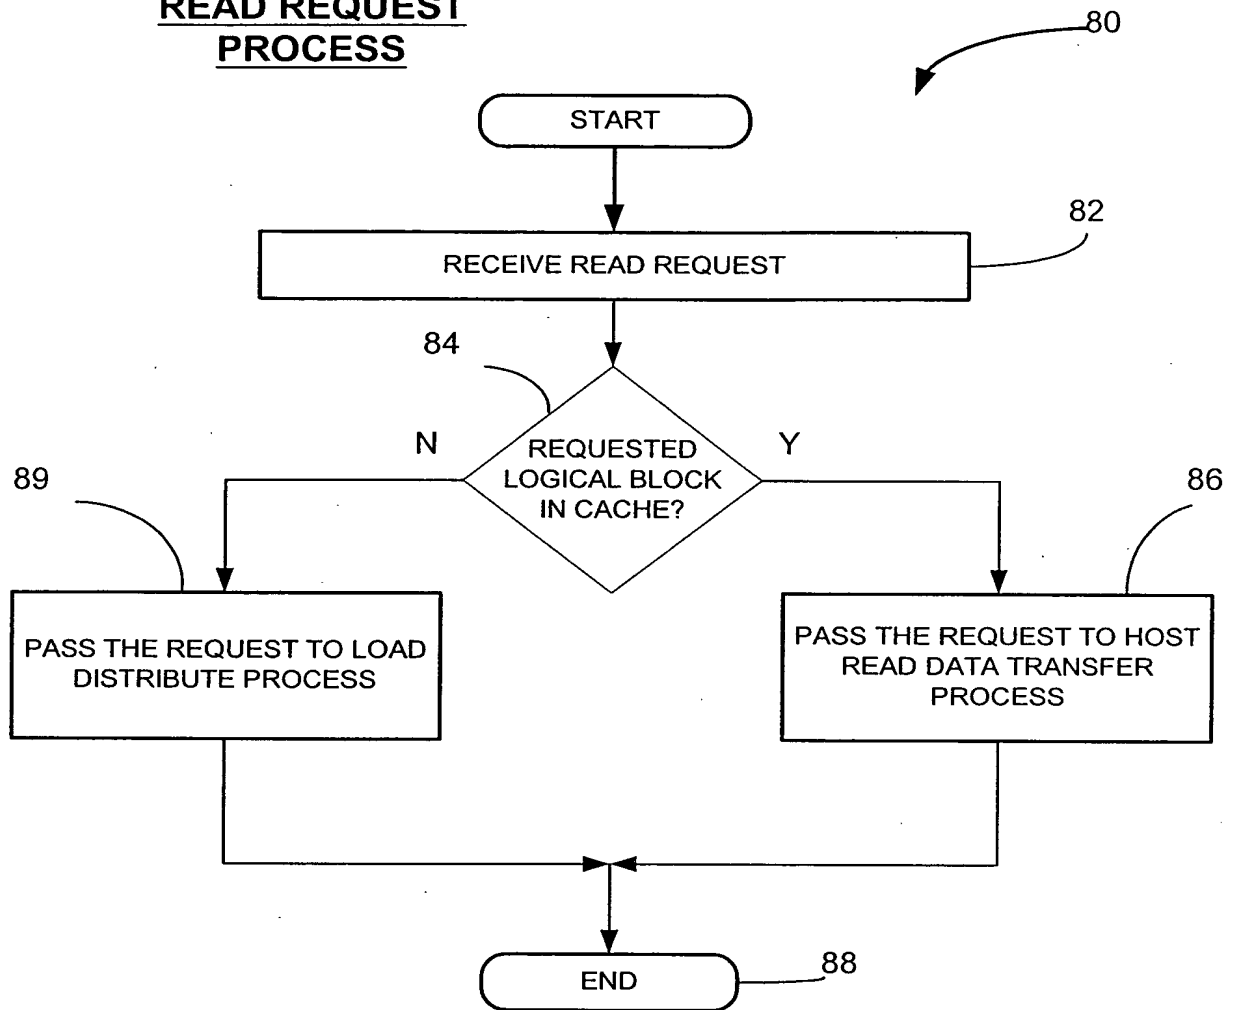 READ REQUEST
PROCESS
80
START
82
RECEIVE READ REQUEST
84
N
REQUESTED
LOGICAL BLOCK
IN CACHE?
Y
89
86
PASS THE REQUEST TO LOAD
DISTRIBUTE PROCESS
PASS THE REQUEST TO HOST
READ DATA TRANSFER
PROCESS
END
88